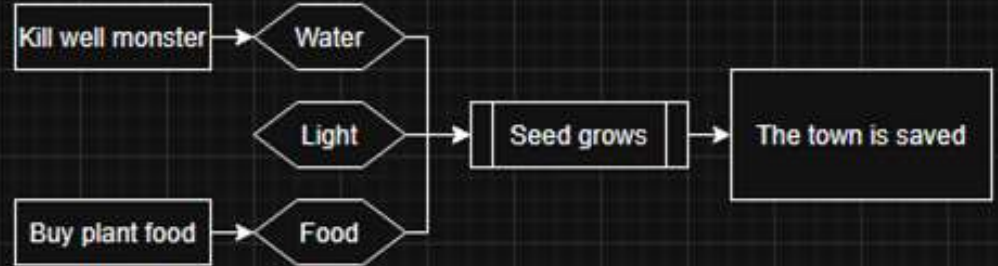 Kill well monster
Water
Light
Seed grows
The town is saved
Buy plant food
Food